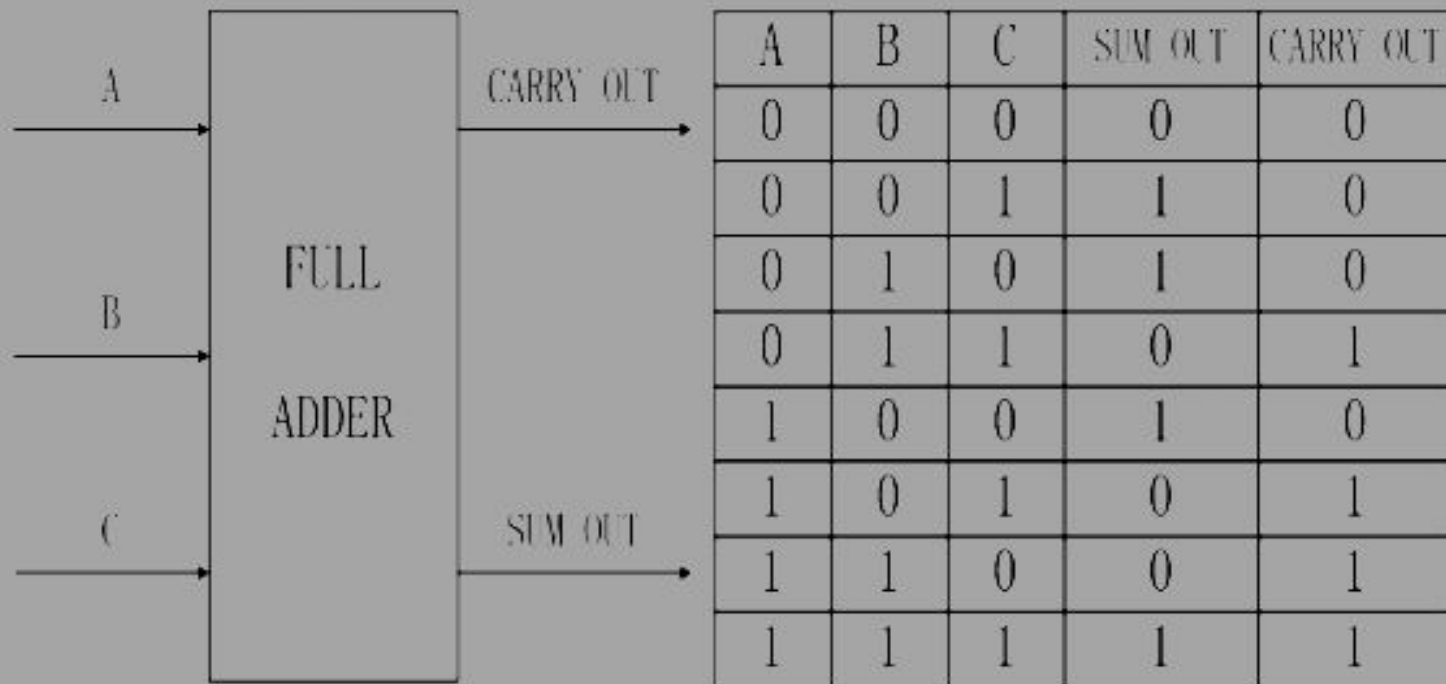 A
B
C
FULL
ADDER
CARRY OUT
SUM OUT
A B C SUM OUT CARRY OUT
0 0 0 0 0
0 0 1 1 0
0 1 0 1 0
0 1 1 0 1
1 0 0 1 0
1 0 1 0 1
1 1 0 0 1
1 1 1 1 1